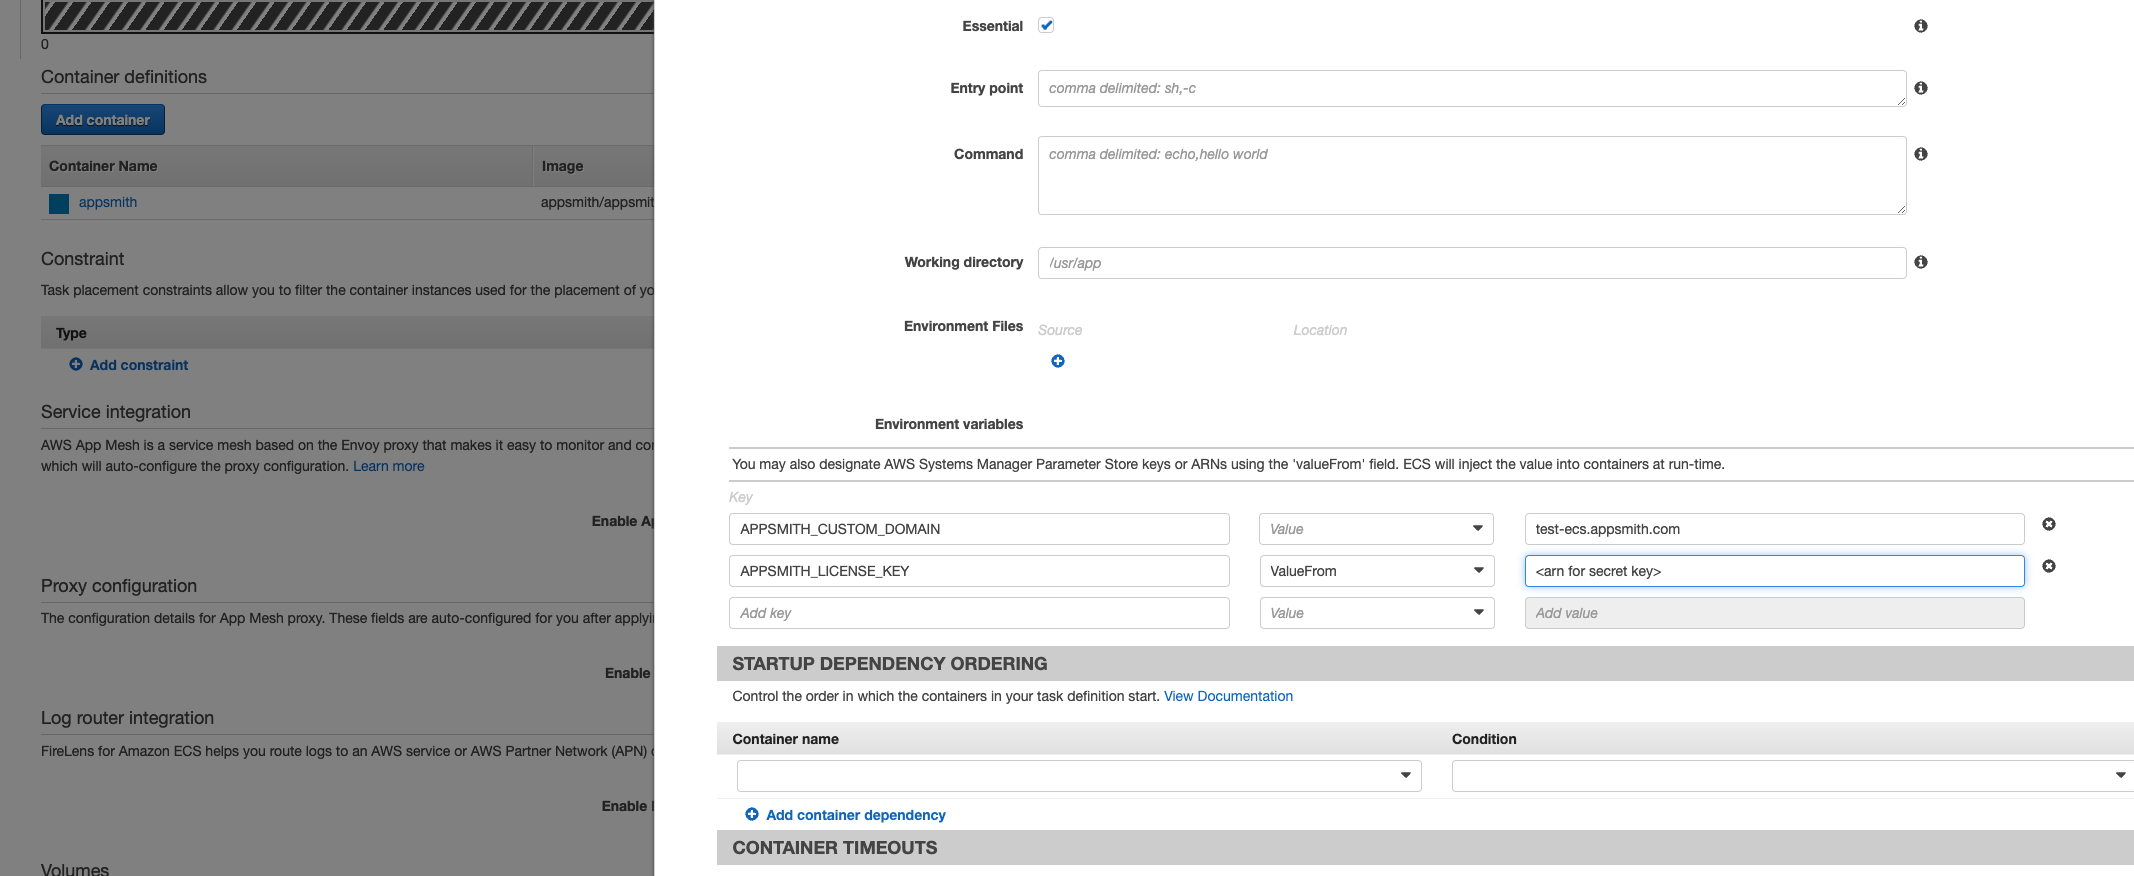 0
Container definitions
Add container
Container Name Image
appsmith appsmith/appsmit
Constraint
Task placement constraints allow you to filter the container instances used for the placement of yo
Type
Add constraint
Service integration
AWS App Mesh is a service mesh based on the Envoy proxy that makes it easy to monitor and cor
which will auto-configure the proxy configuration. Learn more
Enable Ap
Proxy configuration
The configuration details for App Mesh proxy. These fields are auto-configured for you after applyi
Enable
Log router integration
FireLens for Amazon ECS helps you route logs to an AWS service or AWS Partner Network (APN)
Enable
Volumes
Essential
Entry point comma delimited: sh,-c
Command comma delimited: echo,hello world
Working directory /usr/app
Environment Files Source Location
Environment variables
You may also designate AWS Systems Manager Parameter Store keys or ARNs using the 'valueFrom' field. ECS will inject the value into containers at run-time.
Key
APPSMITH_CUSTOM_DOMAIN Value test-ecs.appsmith.com
APPSMITH_LICENSE_KEY ValueFrom <arn for secret key>
Add key Value Add value
STARTUP DEPENDENCY ORDERING
Control the order in which the containers in your task definition start. View Documentation
Container name Condition
Add container dependency
CONTAINER TIMEOUTS